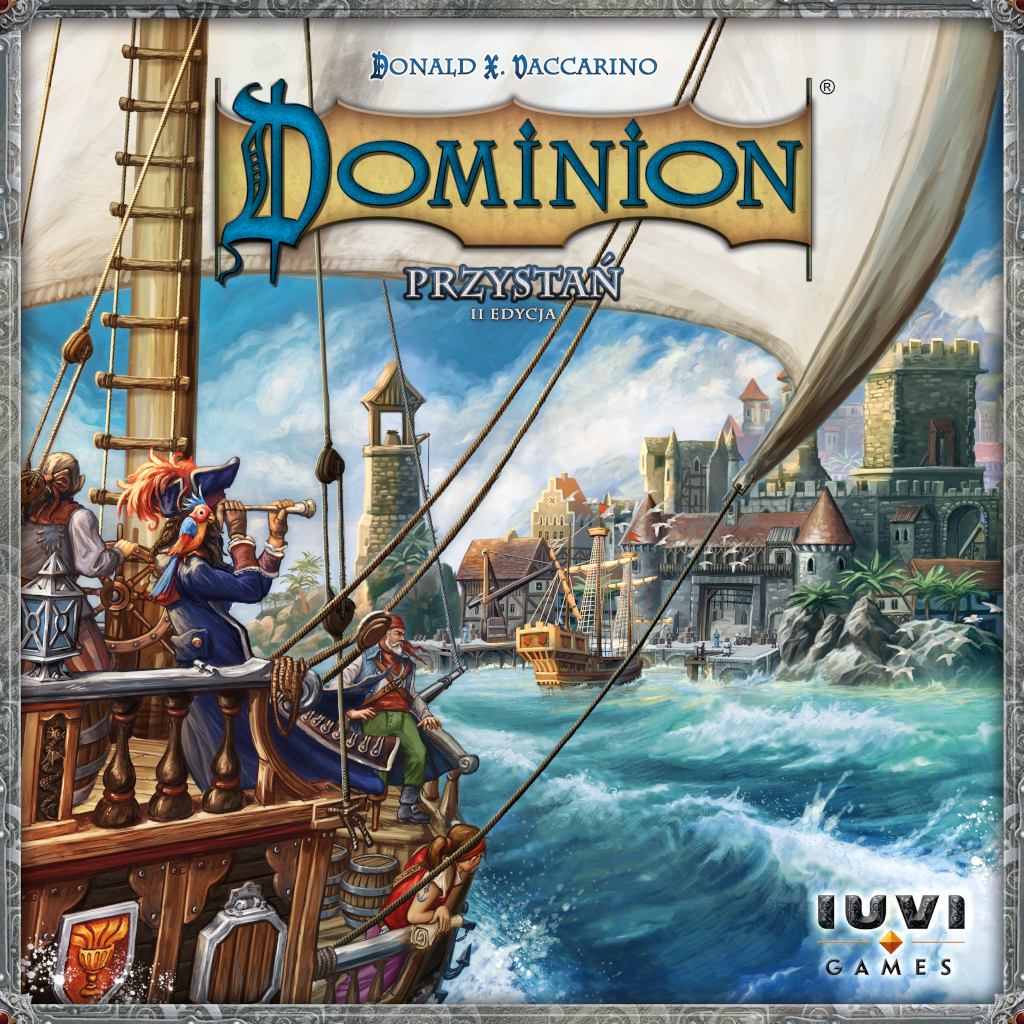 Donald X. Vaccarino
Dominion
®
Przystań
II Edycja
IUVI
GAMES